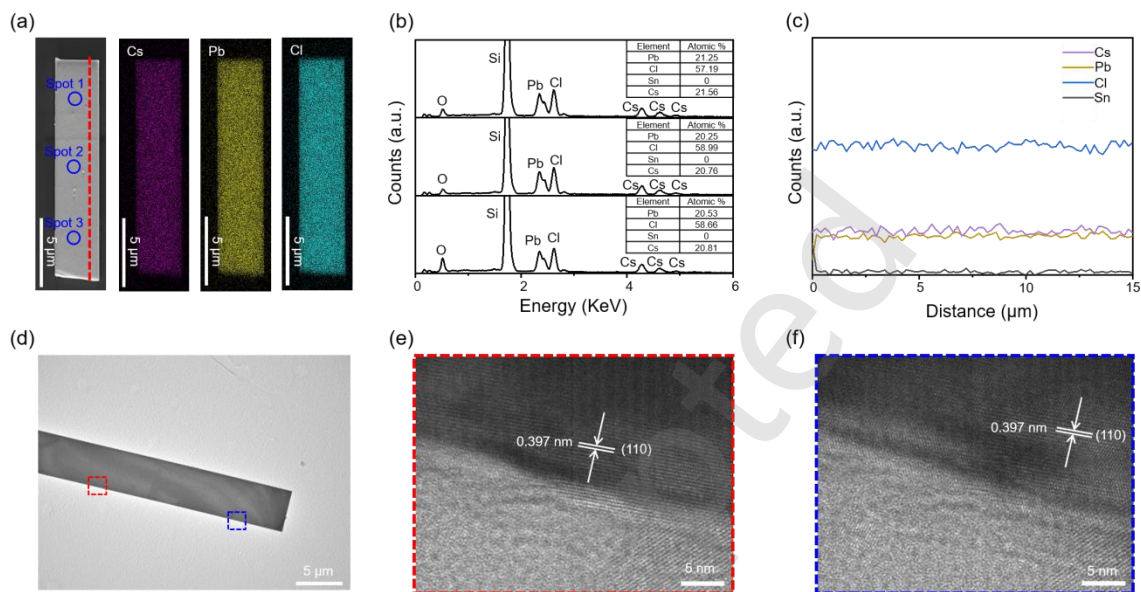 (a)
Cs
Pb
Cl
Spot 1
Spot 2
Spot 3
5 μm
5 μm
5 μm
5 μm
(b)
Counts (a.u.)
O
Si
Pb
Cl
Cs Cs Cs
Element Atomic %
Pb 21.25
Cl 57.19
Sn 0
Cs 21.56
O
Si
Pb
Cl
Cs Cs Cs
Element Atomic %
Pb 20.25
Cl 58.99
Sn 0
Cs 20.76
O
Si
Pb
Cl
Cs Cs Cs
Element Atomic %
Pb 20.53
Cl 58.66
Sn 0
Cs 20.81
0 2 4 6
Energy (KeV)
(c)
Counts (a.u.)
Cs
Pb
Cl
Sn
0 5 10 15
Distance (μm)
(d)
5 μm
(e)
0.397 nm
(110)
5 nm
(f)
0.397 nm
(110)
5 nm